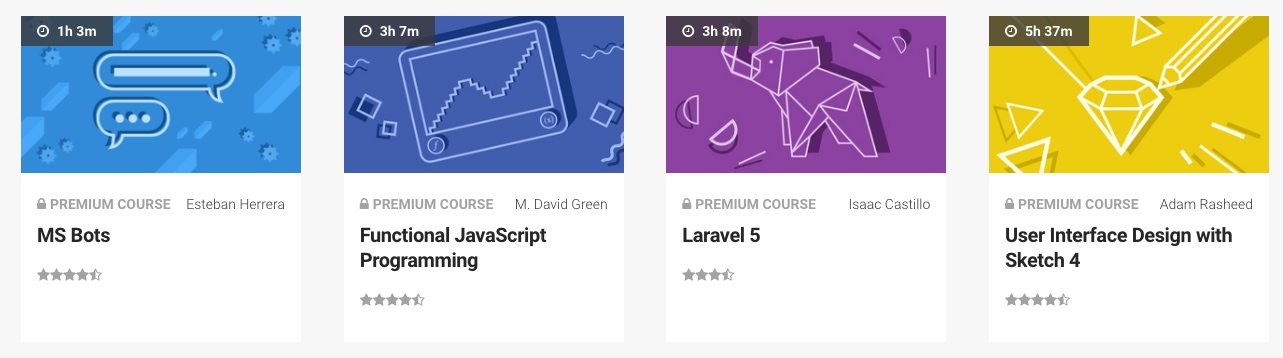 1h 3m
PREMIUM COURSE Esteban Herrera
MS Bots
3h 7m
PREMIUM COURSE M. David Green
Functional JavaScript
Programming
3h 8m
PREMIUM COURSE Isaac Castillo
Laravel 5
5h 37m
PREMIUM COURSE Adam Rasheed
User Interface Design with
Sketch 4